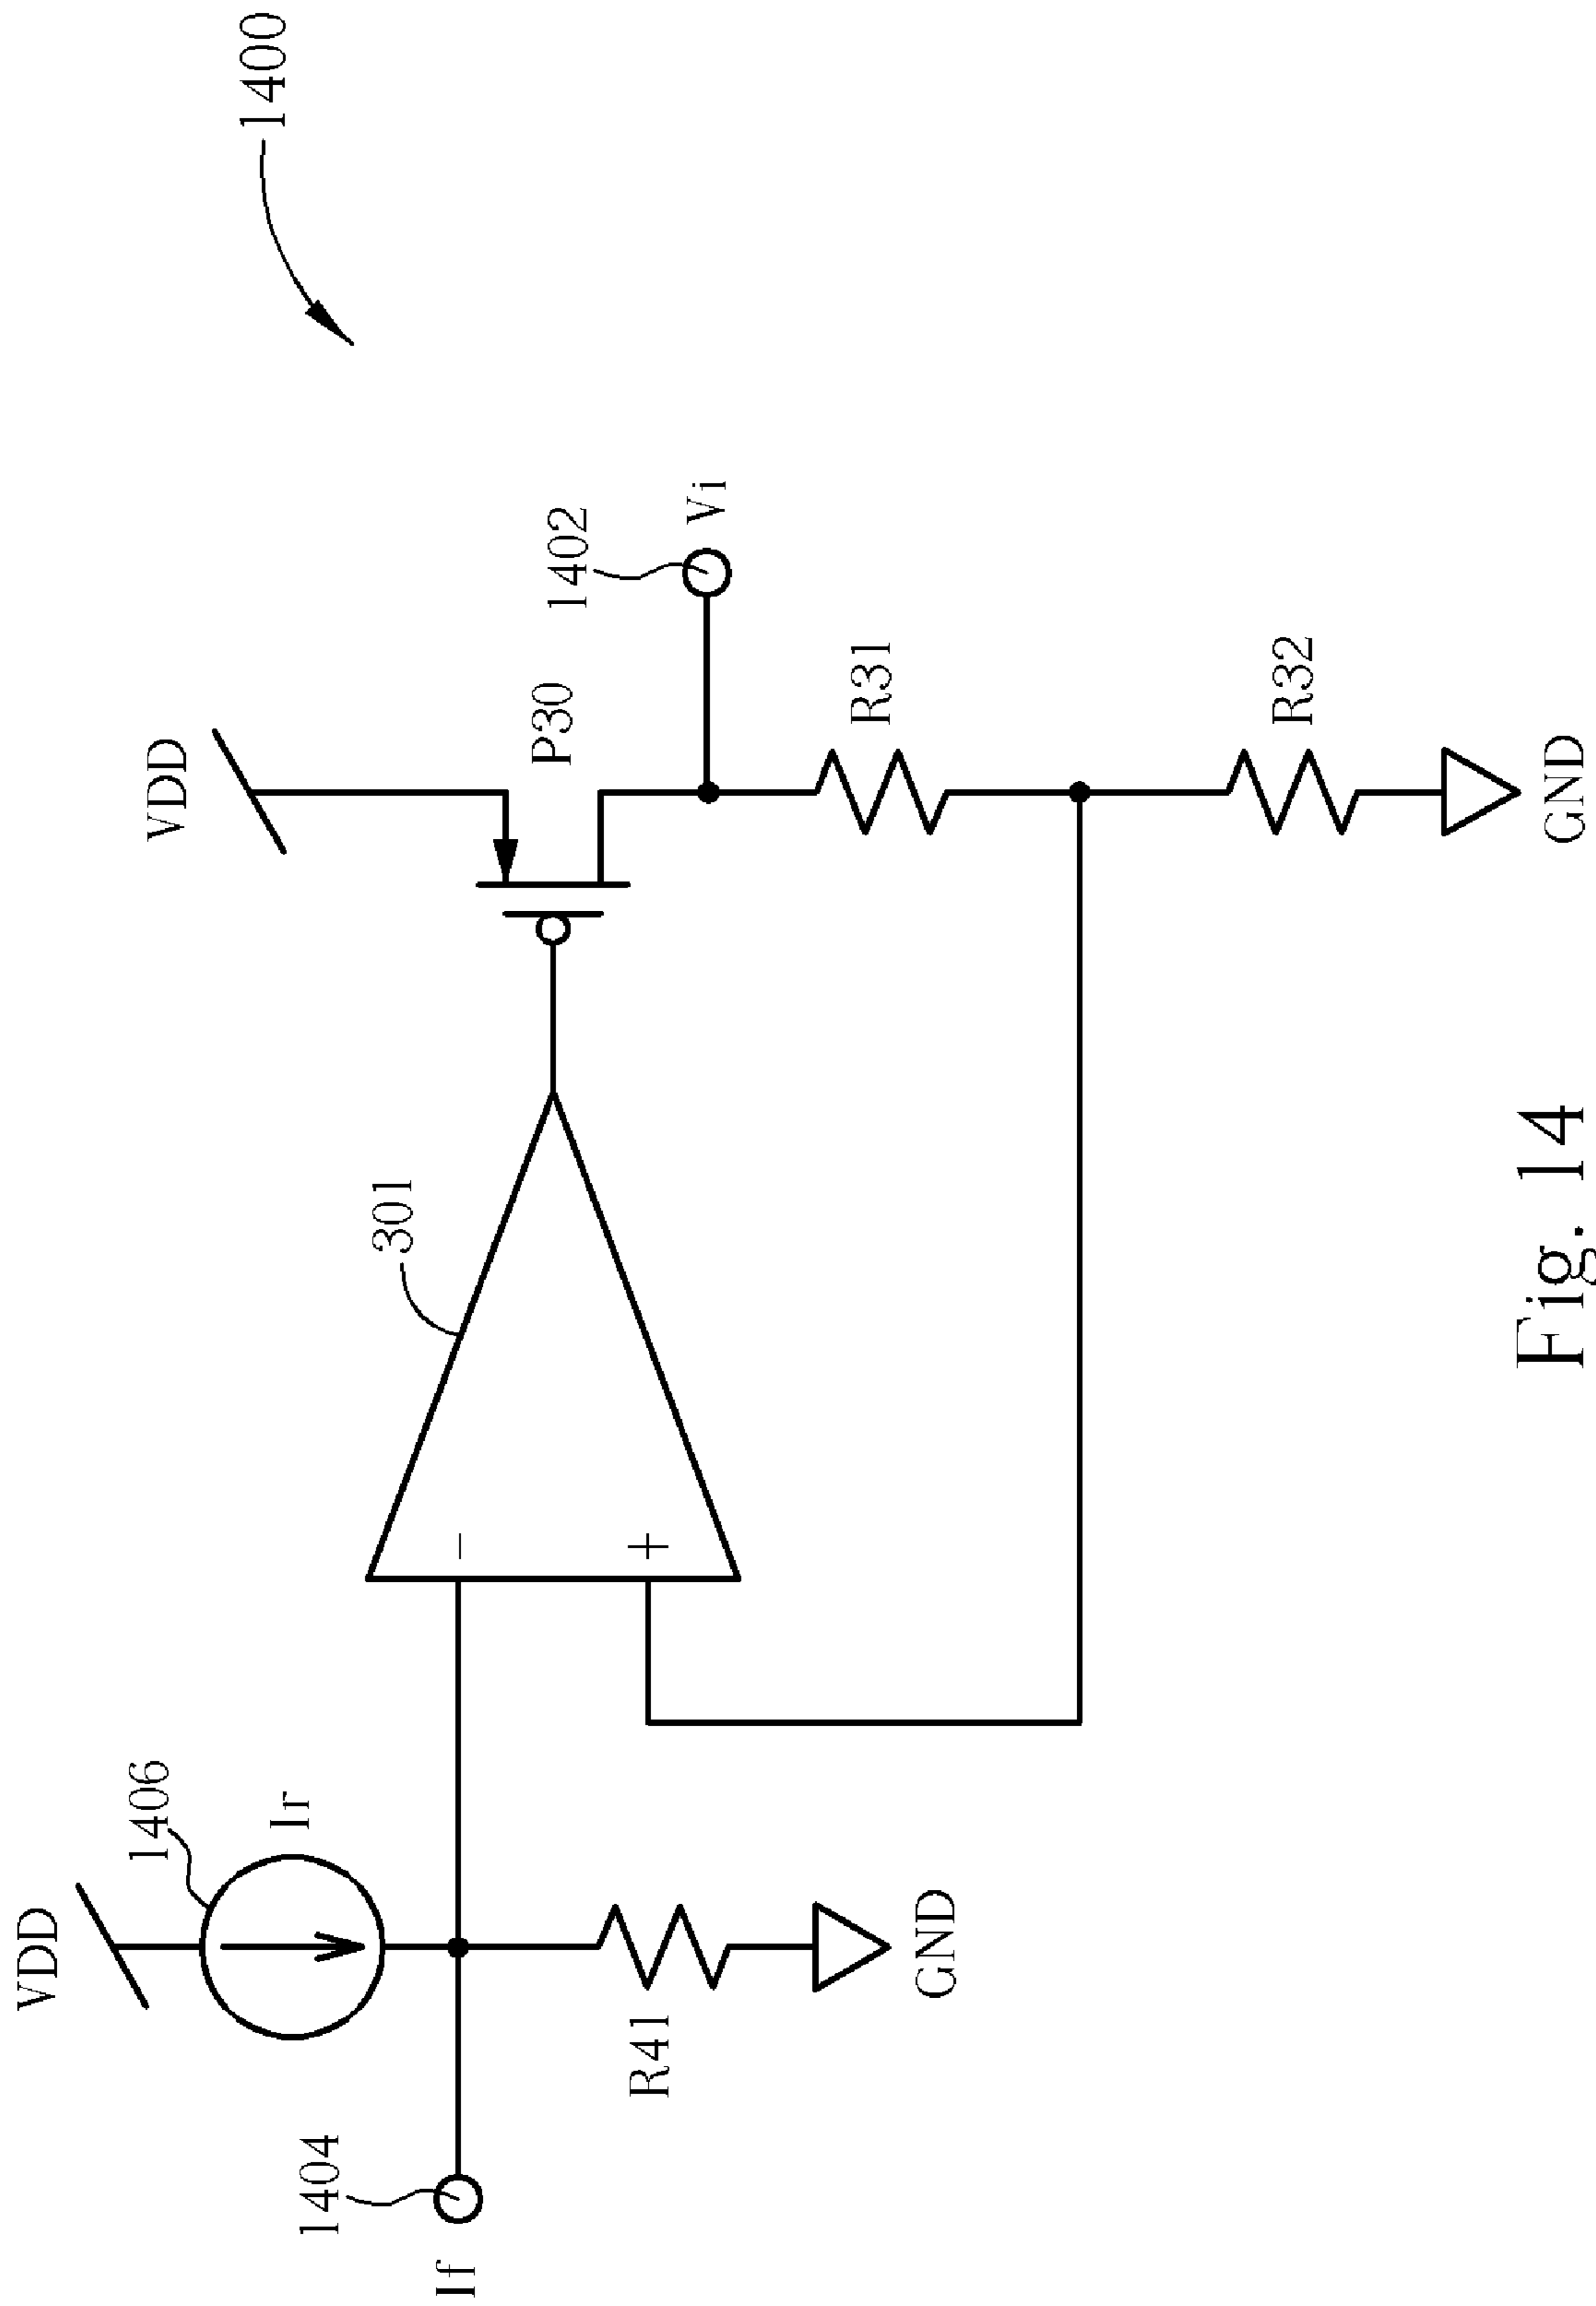 1400
VDD
1406
Ir
If
1404
R41
GND
-
+
301
VDD
P30
1402
Vi
R31
R32
GND
Fig. 14